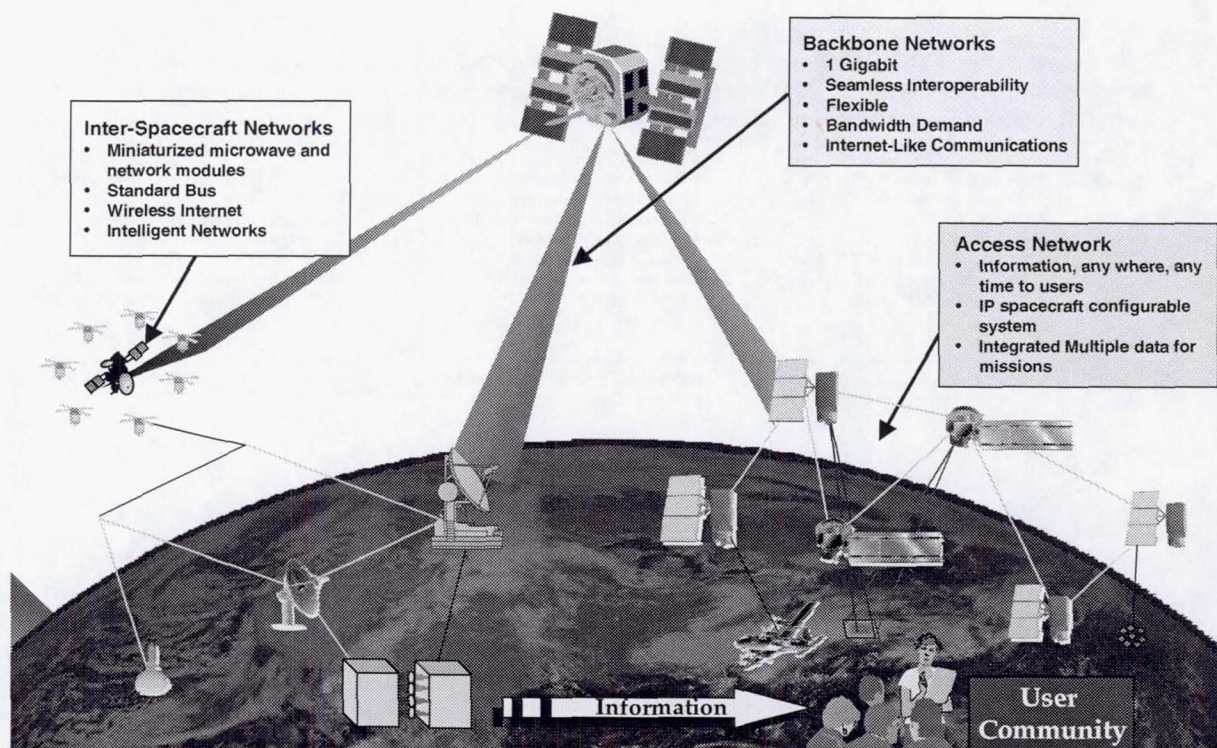 Backbone Networks
• 1 Gigabit
• Seamless Interoperability
• Flexible
• Bandwidth Demand
• Internet-Like Communications
Inter-Spacecraft Networks
• Miniaturized microwave and
network modules
• Standard Bus
• Wireless Internet
• Intelligent Networks
Access Network
• Information, any where, any
time to users
• IP spacecraft configurable
system
• Integrated Multiple data for
missions
Information
User
Community